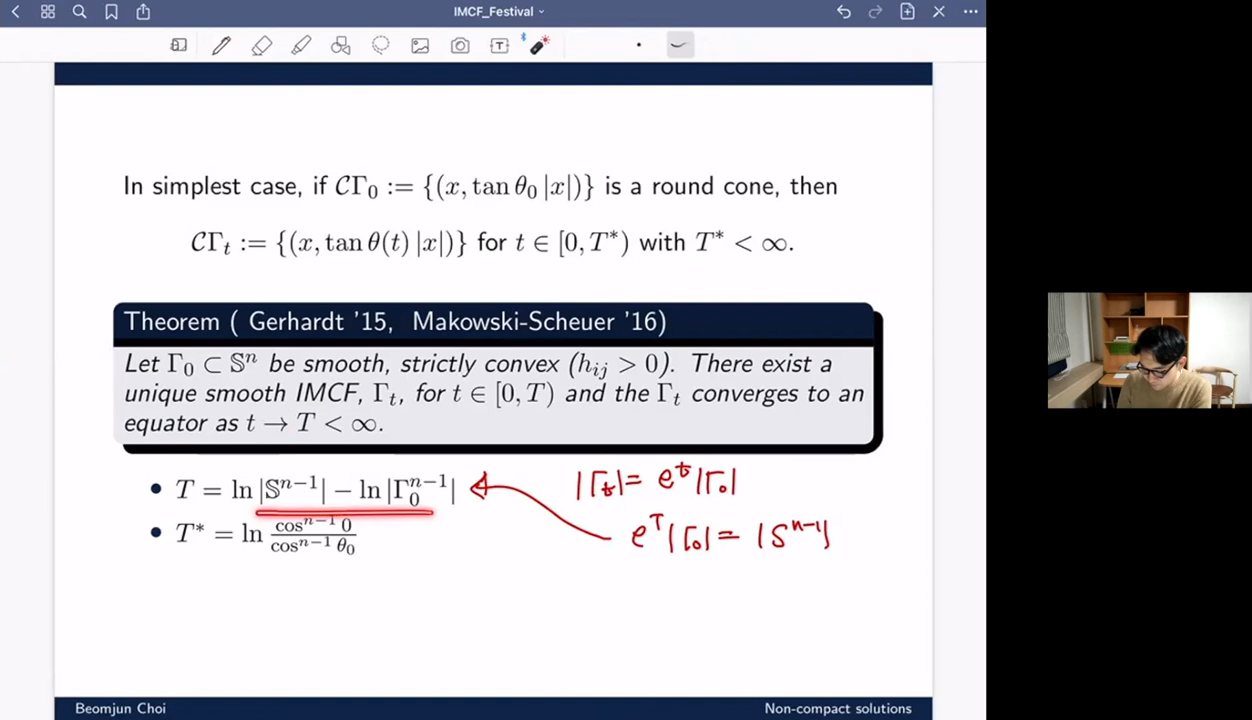 IMCF_Festival
In simplest case, if 𝒞Γ₀ := {(x, tan θ₀ |x|)} is a round cone, then
𝒞Γₜ := {(x, tan θ(t) |x|)} for t ∈ [0, T*) with T* < ∞.
Theorem ( Gerhardt '15, Makowski-Scheuer '16)
Let Γ₀ ⊂ 𝕊ⁿ be smooth, strictly convex (hᵢⱼ > 0). There exist a
unique smooth IMCF, Γₜ, for t ∈ [0, T) and the Γₜ converges to an
equator as t → T < ∞.
• T = ln |𝕊ⁿ⁻¹| − ln |Γ₀ⁿ⁻¹|
|Γₜ| = eᵗ |Γ₀|
• T* = ln cosⁿ⁻¹ 0 / cosⁿ⁻¹ θ₀
e^T |Γ₀| = |Sⁿ⁻¹|
Beomjun Choi
Non-compact solutions